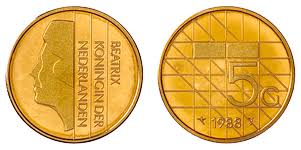 BEATRIX
KONINGIN DER
NEDERLANDEN
5G
1988